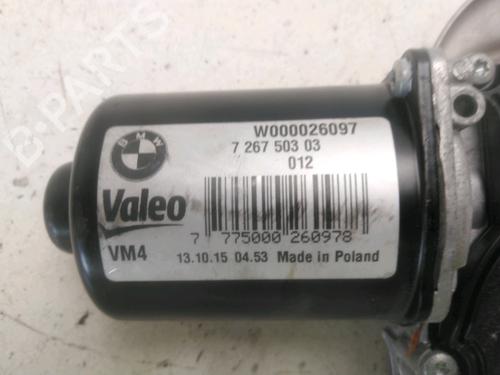 B-PARTS
W000026097
7 267 503 03
012
BMW
Valeo
7 775000 260978
VM4
13.10.15 04.53 Made in Poland